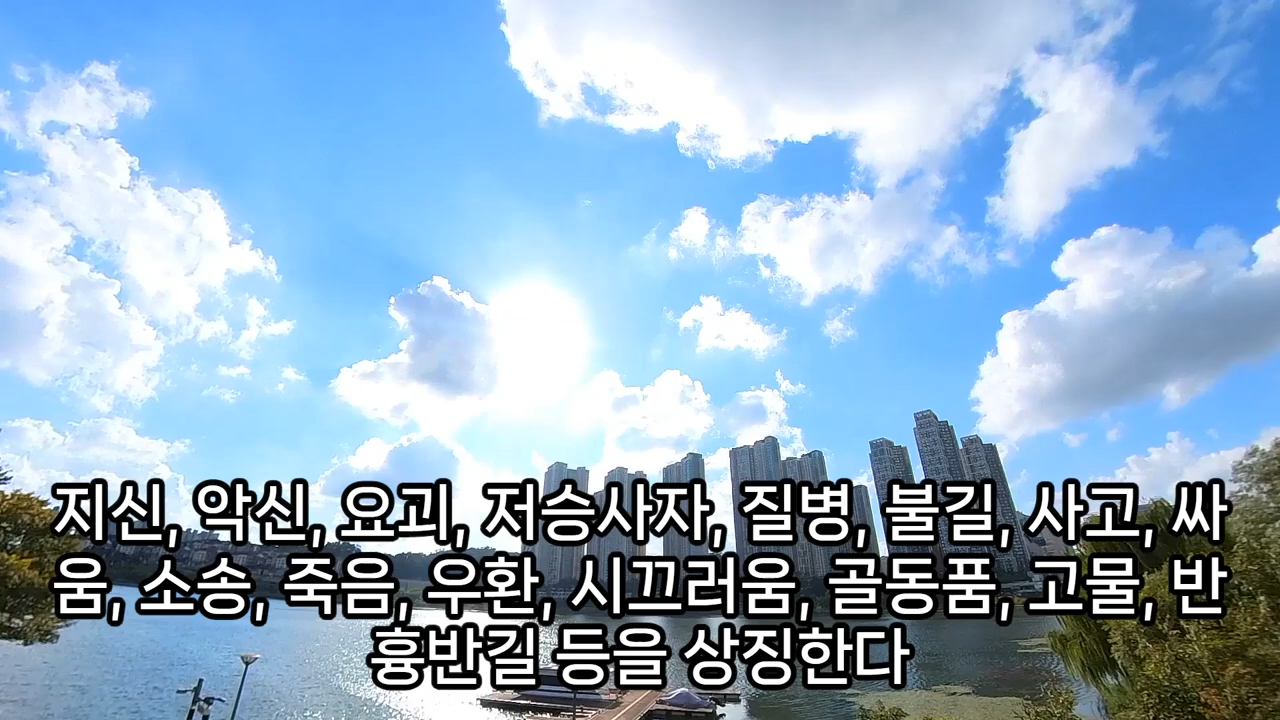 지신, 악신, 요괴, 저승사자, 질병, 불길, 사고, 싸
움, 소송, 죽음, 우환, 시끄러움, 골동품, 고물, 반
흉반길 등을 상징한다